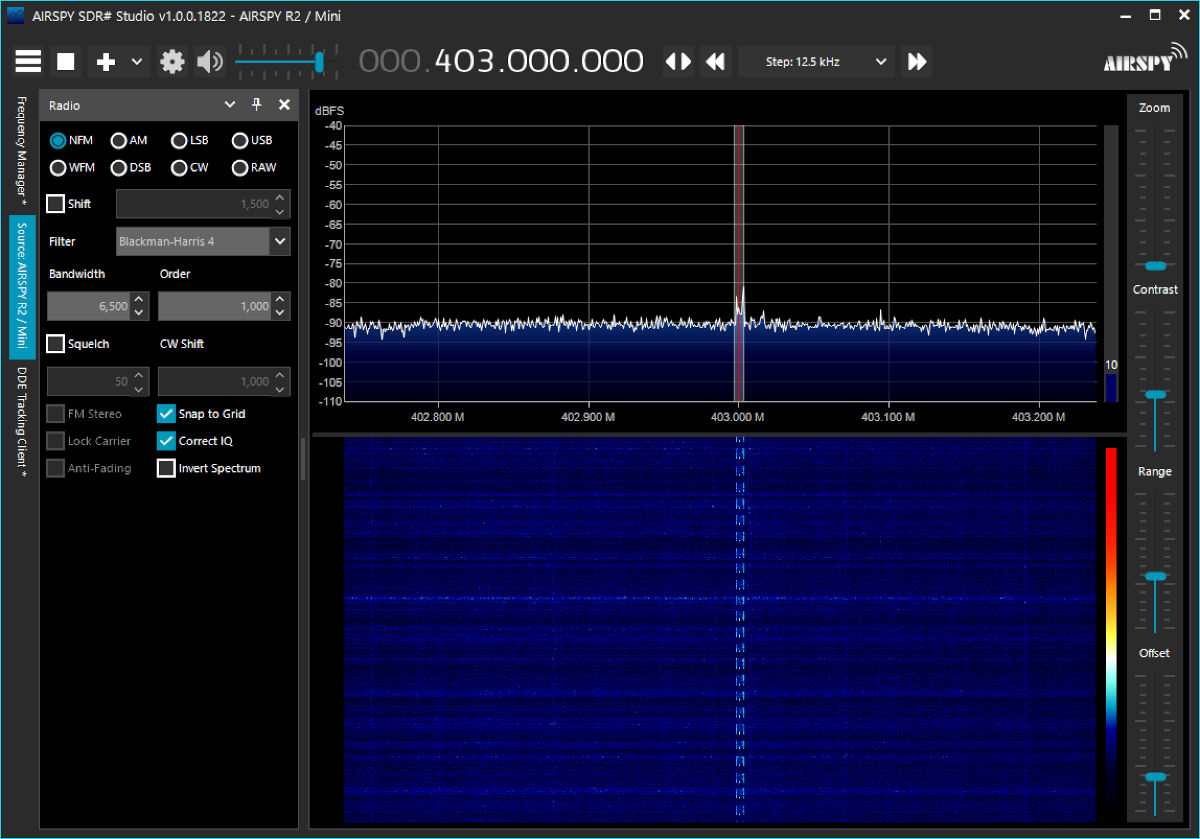 AIRSPY SDR# Studio v1.0.0.1822 - AIRSPY R2 / Mini
000.403.000.000
Step: 12.5 kHz
AIRSPY
Frequency Manager *
Source: AIRSPY R2 / Mini
DDE Tracking Client *
Radio
NFM AM LSB USB
WFM DSB CW RAW
Shift 1,500
Filter Blackman-Harris 4
Bandwidth Order
6,500 1,000
Squelch CW Shift
50 1,000
FM Stereo Snap to Grid
Lock Carrier Correct IQ
Anti-Fading Invert Spectrum
dBFS
-40
-45
-50
-55
-60
-65
-70
-75
-80
-85
-90
-95
-100
-105
-110
402.800 M 402.900 M 403.000 M 403.100 M 403.200 M
10
Zoom
Contrast
Range
Offset